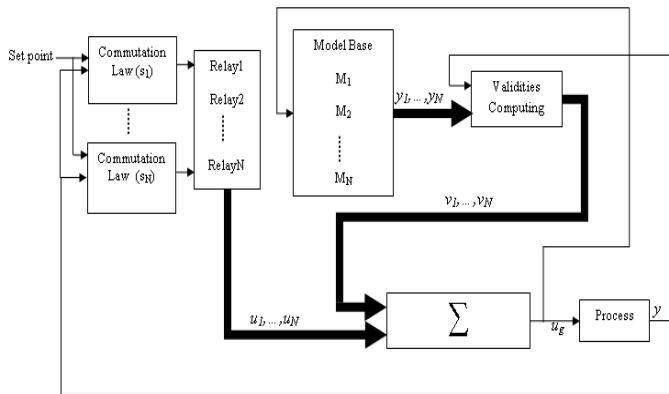 Set point
Commutation
Law (s1)
Commutation
Law (sN)
Relay1
Relay2
RelayN
Model Base
M1
M2
MN
y1,...,yN
Validities
Computing
v1,...,vN
u1,...,uN
Σ
ug
Process
y